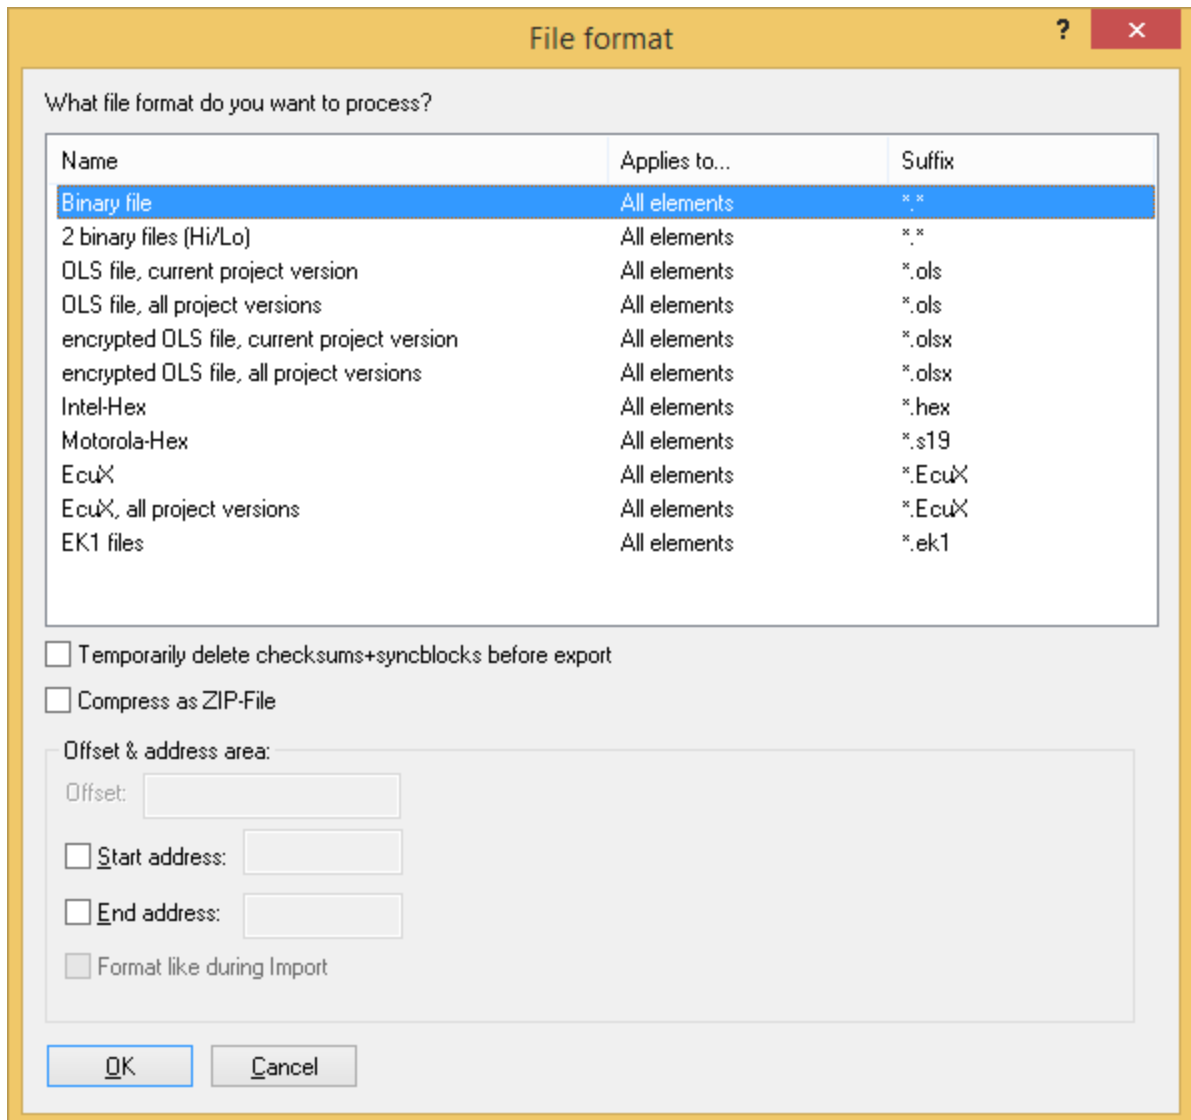 File format
?
What file format do you want to process?
Name Applies to... Suffix
Binary file All elements *.*
2 binary files (Hi/Lo) All elements *.*
OLS file, current project version All elements *.ols
OLS file, all project versions All elements *.ols
encrypted OLS file, current project version All elements *.olsx
encrypted OLS file, all project versions All elements *.olsx
Intel-Hex All elements *.hex
Motorola-Hex All elements *.s19
EcuX All elements *.EcuX
EcuX, all project versions All elements *.EcuX
EK1 files All elements *.ek1
Temporarily delete checksums+syncblocks before export
Compress as ZIP-File
Offset & address area:
Offset:
Start address:
End address:
Format like during Import
OK Cancel